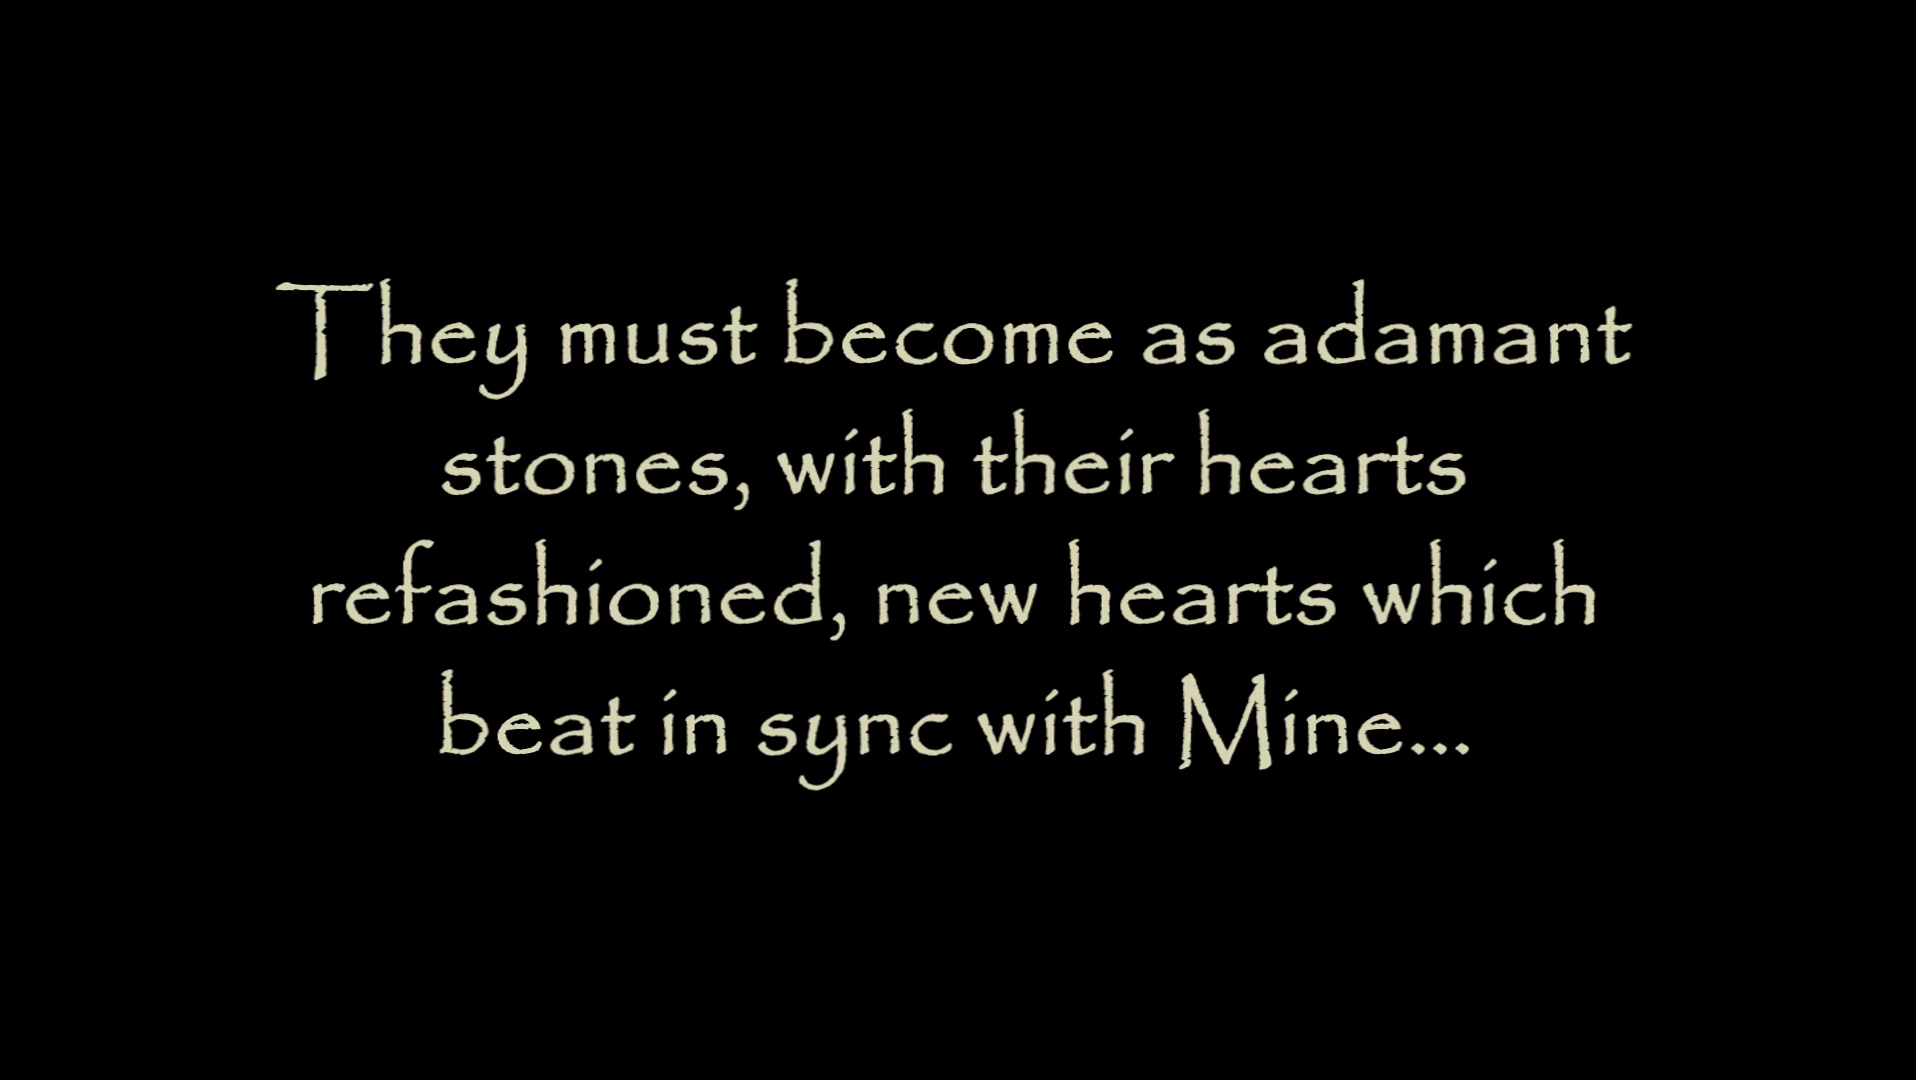 They must become as adamant
stones, with their hearts
refashioned, new hearts which
beat in sync with Mine...